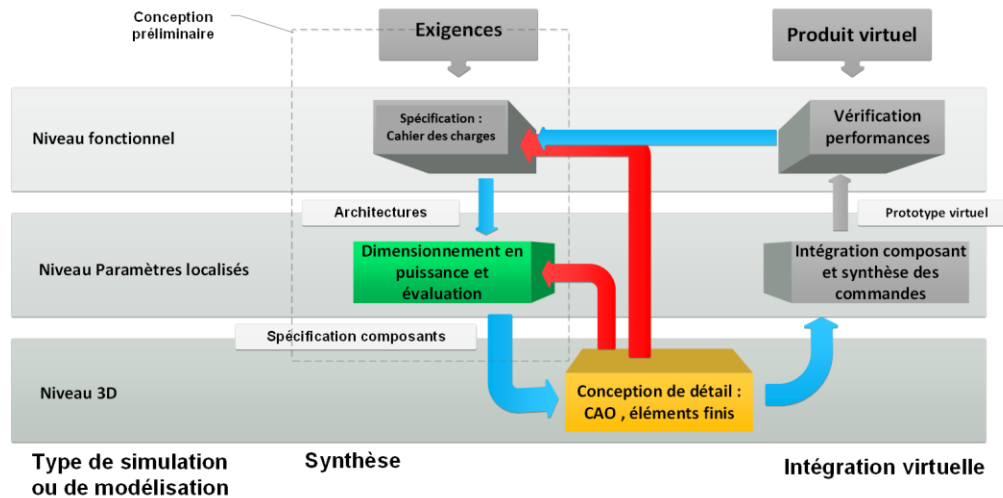 Conception
préliminaire
Exigences
Produit virtuel
Niveau fonctionnel
Spécification :
Cahier des charges
Vérification
performances
Architectures
Prototype virtuel
Niveau Paramètres localisés
Dimensionnement en
puissance et
évaluation
Intégration composant
et synthèse des
commandes
Spécification composants
Niveau 3D
Conception de détail :
CAO , éléments finis
Type de simulation
ou de modélisation
Synthèse
Intégration virtuelle